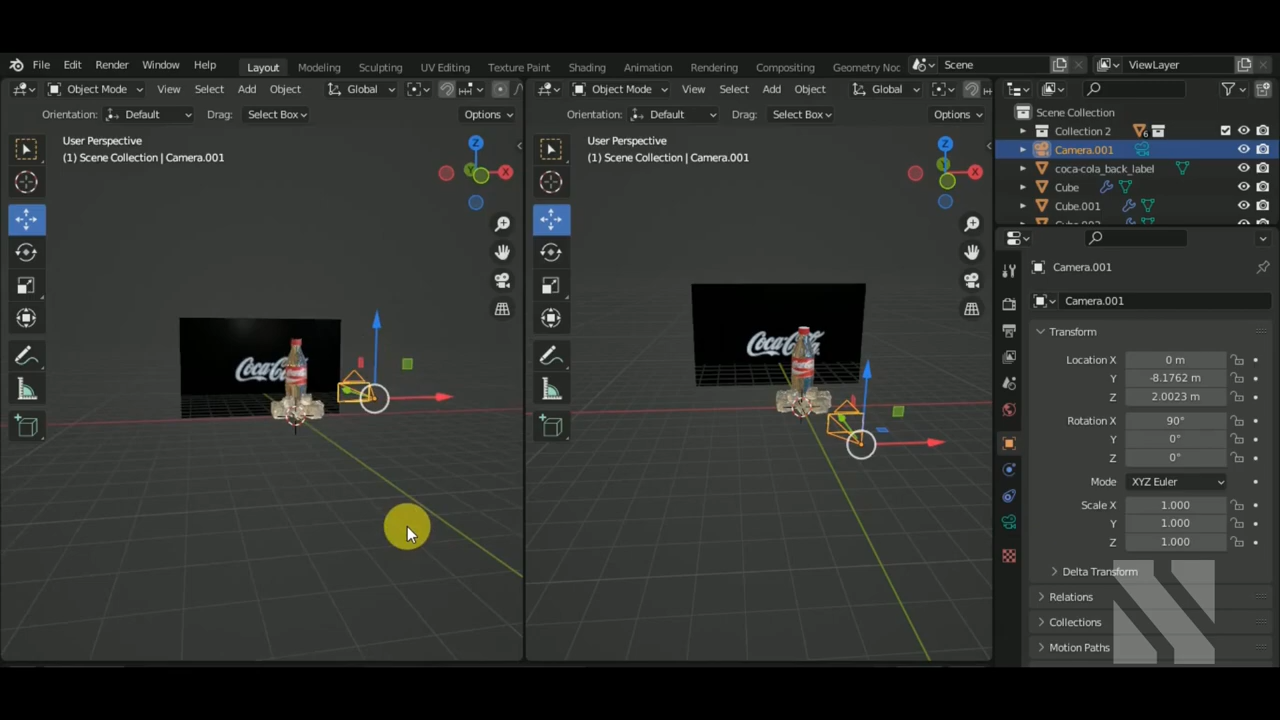 File Edit Render Window Help Layout Modeling Sculpting UV Editing Texture Paint Shading Animation Rendering Compositing Geometry Noc Scene ViewLayer
Object Mode View Select Add Object Global
Object Mode View Select Add Object Global
Orientation: Default Drag: Select Box Options
Orientation: Default Drag: Select Box Options
User Perspective
(1) Scene Collection | Camera.001
User Perspective
(1) Scene Collection | Camera.001
Z
X
Y
Z
X
Coca-Cola
Coca-Cola
Scene Collection
Collection 2 6
Camera.001
coca-cola_back_label
Cube
Cube.001
Camera.001
Camera.001
Transform
Location X 0 m
Y -8.1762 m
Z 2.0023 m
Rotation X 90°
Y 0°
Z 0°
Mode XYZ Euler
Scale X 1.000
Y 1.000
Z 1.000
Delta Transform
Relations
Collections
Motion Paths